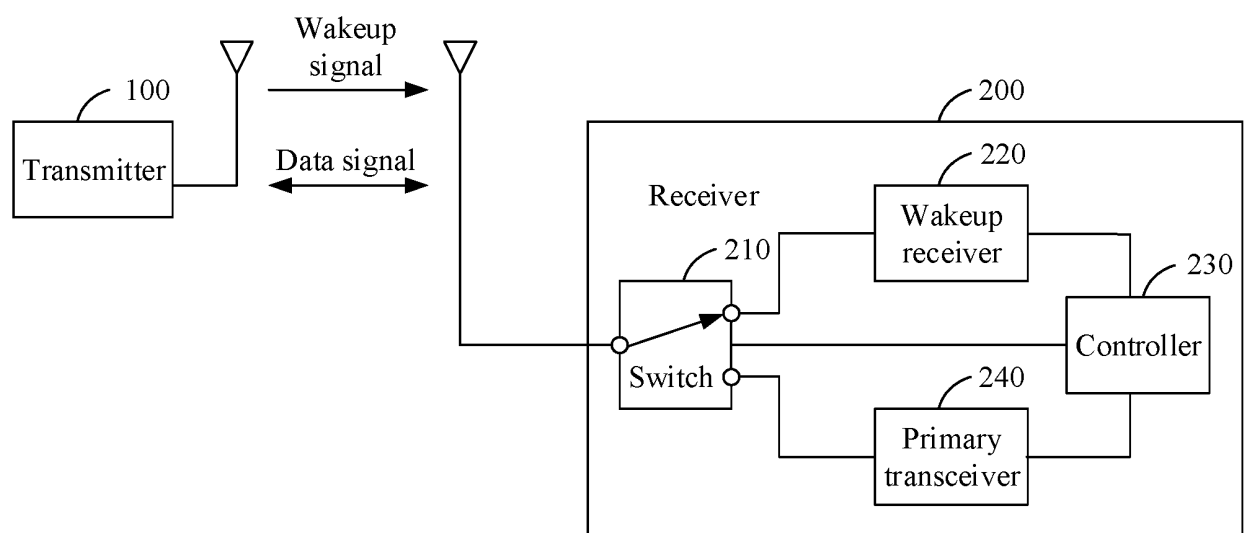 Wakeup
signal
100
Transmitter
Data signal
200
Receiver
220
Wakeup
receiver
210
Switch
230
Controller
240
Primary
transceiver